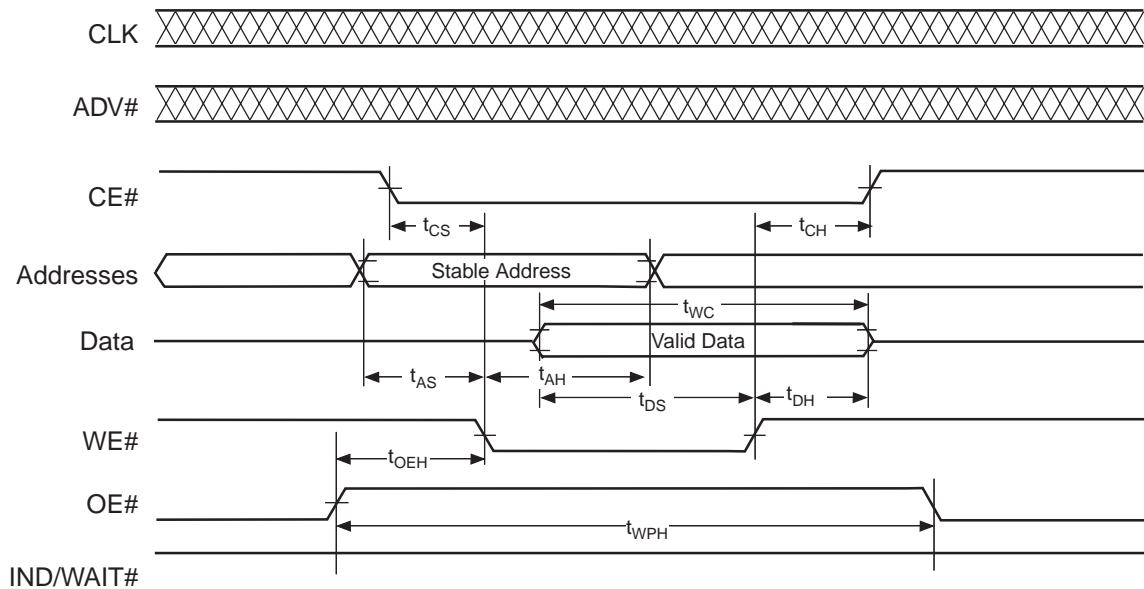 CLK
ADV#
CE#
tCS
tCH
Addresses
Stable Address
tWC
Data
Valid Data
tAS
tAH
tDS
tDH
WE#
tOEH
OE#
tWPH
IND/WAIT#